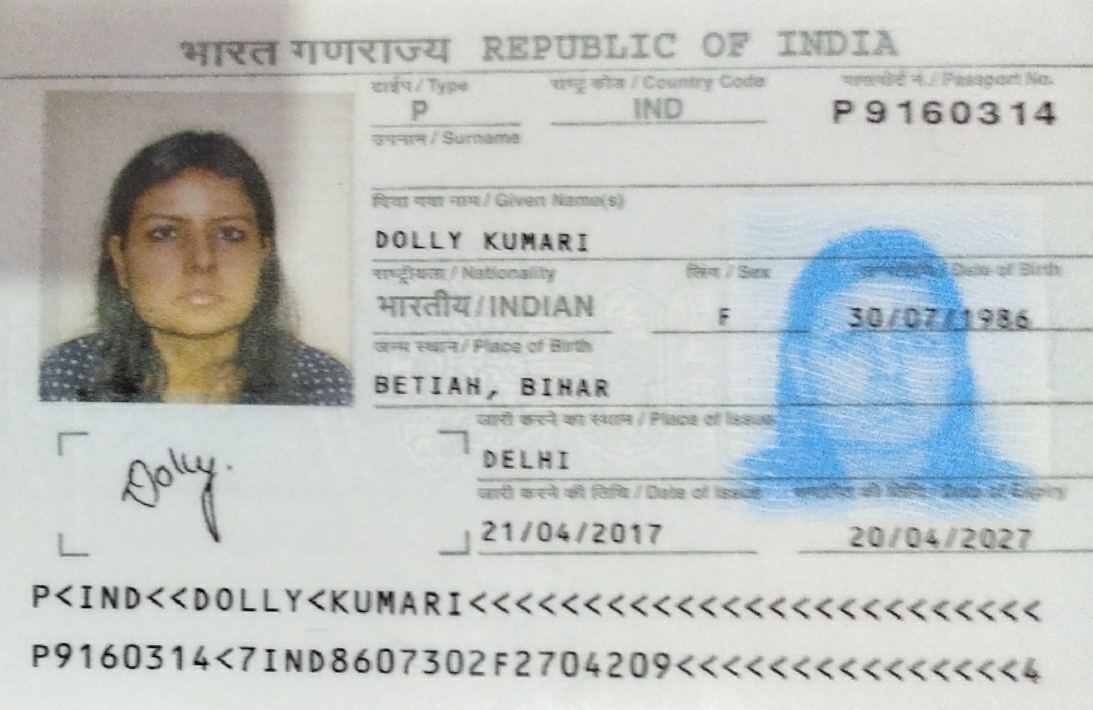 भारत गणराज्य REPUBLIC OF INDIA
टाईप / Type राष्ट्र कोड / Country Code पासपोर्ट नं. / Passport No.
P IND P9160314
उपनाम / Surname
दिया गया नाम / Given Name(s)
DOLLY KUMARI
राष्ट्रीयता / Nationality लिंग / Sex जन्मतिथि / Date of Birth
भारतीय / INDIAN F 30/07/1986
जन्म स्थान / Place of Birth
BETIAH, BIHAR
जारी करने का स्थान / Place of Issue
DELHI
जारी करने की तिथि / Date of Issue समाप्ति की तिथि / Date of Expiry
21/04/2017 20/04/2027
Dolly.
P<IND<<DOLLY<KUMARI<<<<<<<<<<<<<<<<<<<<<<<<<
P9160314<7IND8607302F2704209<<<<<<<<<<<<<<<4